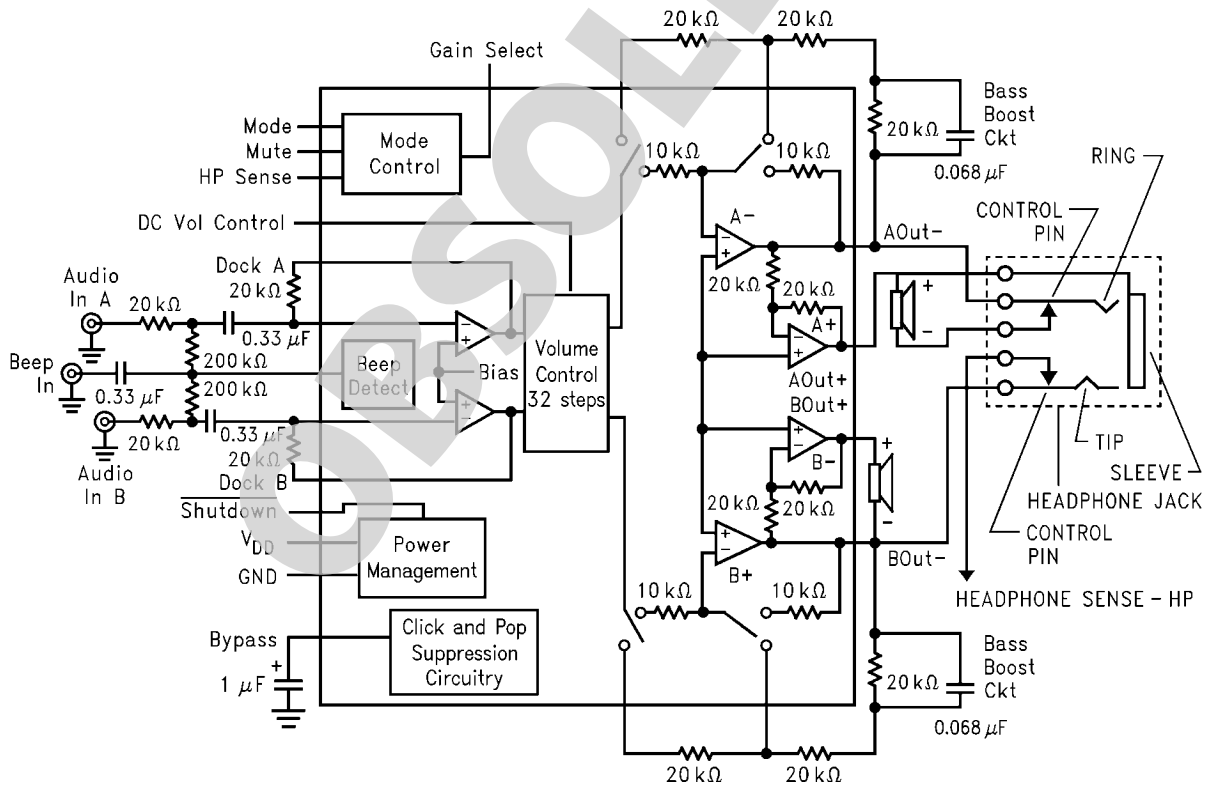 20 kΩ
20 kΩ
Gain Select
Bass
Boost
Ckt
20 kΩ
0.068 μF
Mode
Mute
HP Sense
Mode
Control
10 kΩ
10 kΩ
RING
CONTROL
PIN
DC Vol Control
A-
AOut-
Dock A
20 kΩ
Audio
In A
20 kΩ
0.33 μF
20 kΩ
20 kΩ
A+
+
-
200 kΩ
Beep
In
0.33 μF
Beep
Detect
Bias
Volume
Control
32 steps
AOut+
BOut+
200 kΩ
20 kΩ
0.33 μF
20 kΩ
Audio
In B
Dock B
B-
+
-
20 kΩ
20 kΩ
TIP
SLEEVE
HEADPHONE JACK
CONTROL
PIN
Shutdown
VDD
GND
Power
Management
B+
BOut-
HEADPHONE SENSE - HP
10 kΩ
10 kΩ
Bypass
+
1 μF
Click and Pop
Suppression
Circuitry
Bass
Boost
Ckt
20 kΩ
0.068 μF
20 kΩ
20 kΩ
OBSOL